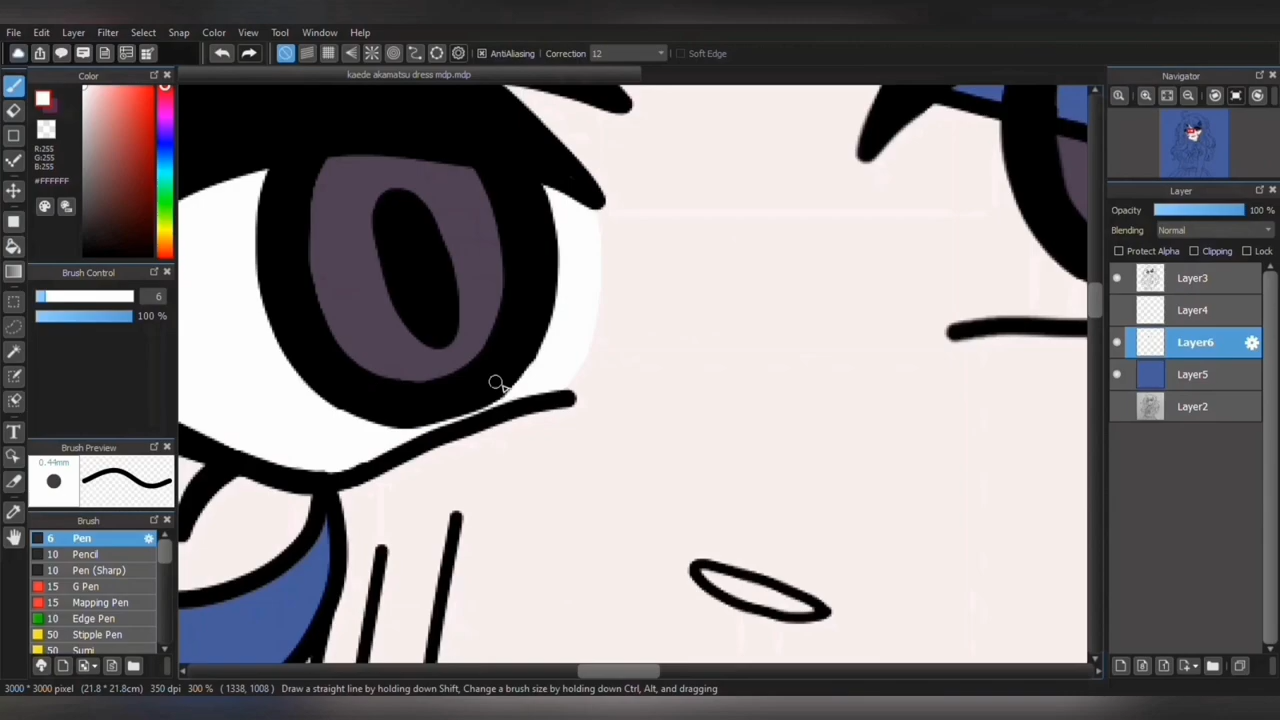 File Edit Layer Filter Select Snap Color View Tool Window Help
AntiAliasing Correction 12 Soft Edge
Color
kaede akamatsu dress mdp.mdp
Navigator
R:255
G:255
B:255
#FFFFFF
Layer
Opacity 100 %
Blending Normal
Protect Alpha Clipping Lock
Brush Control
6
100 %
Layer3
Layer4
Layer6
Layer5
Layer2
Brush Preview
0.44mm
Brush
6 Pen
10 Pencil
10 Pen (Sharp)
15 G Pen
15 Mapping Pen
10 Edge Pen
50 Stipple Pen
50 Sumi
3000 * 3000 pixel (21.8 * 21.8cm) 350 dpi 300 % ( 1338, 1008 ) Draw a straight line by holding down Shift, Change a brush size by holding down Ctrl, Alt, and dragging